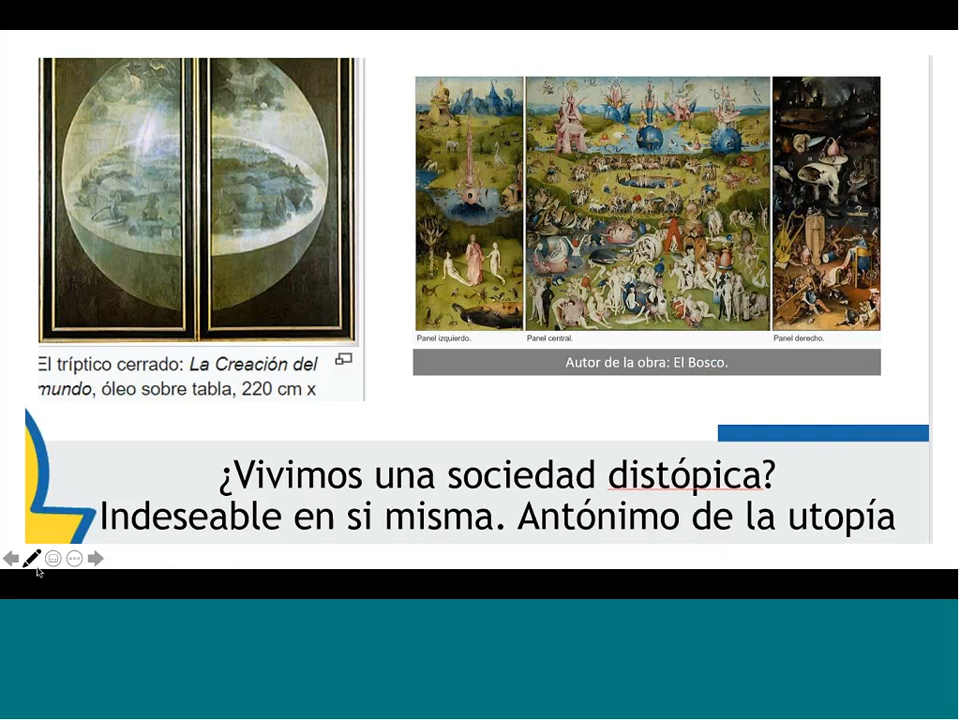 El tríptico cerrado: La Creación del
mundo, óleo sobre tabla, 220 cm x
Panel izquierdo.
Panel central.
Panel derecho.
Autor de la obra: El Bosco.
¿Vivimos una sociedad distópica?
Indeseable en si misma. Antónimo de la utopía